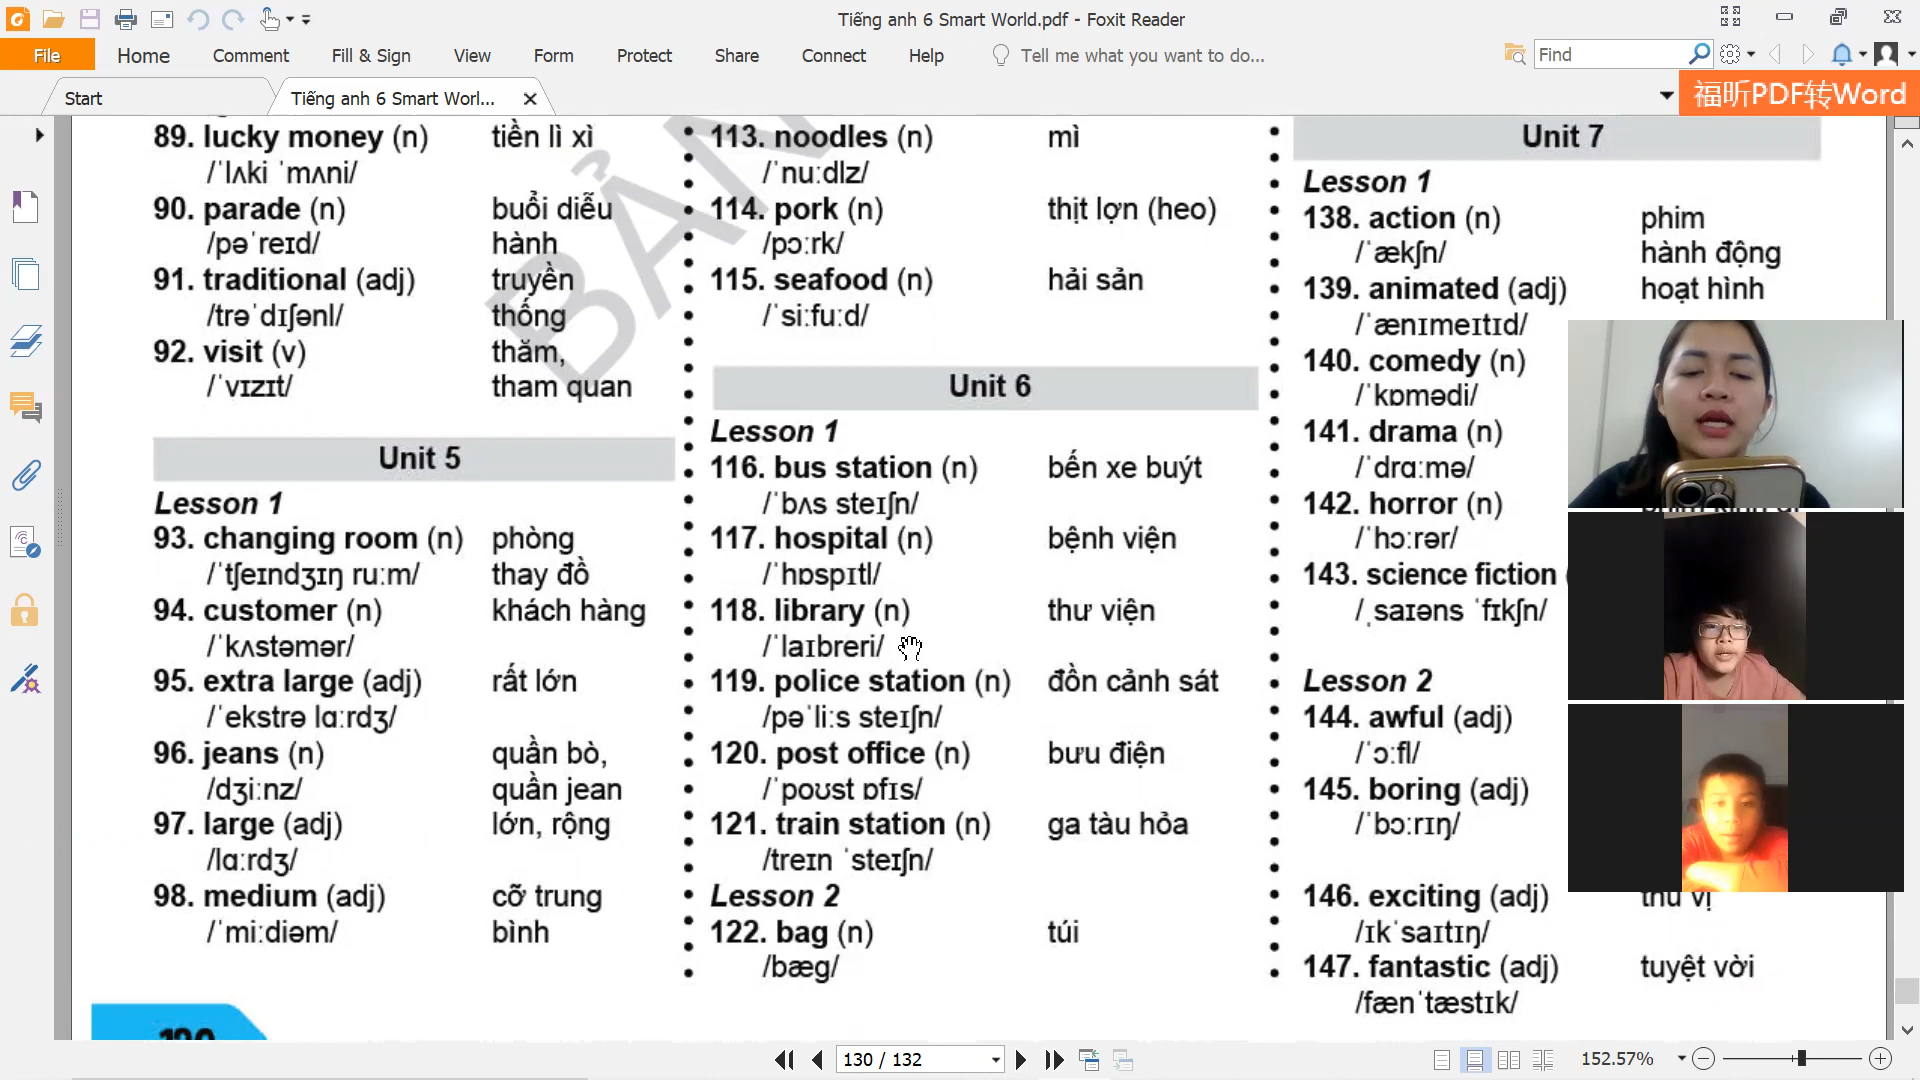 Tiếng anh 6 Smart World.pdf - Foxit Reader
File Home Comment Fill & Sign View Form Protect Share Connect Help Tell me what you want to do... Find
Start Tiếng anh 6 Smart Worl... 福昕PDF转Word
BẢN
89. lucky money (n) tiền lì xì
/ˈlʌki ˈmʌni/
90. parade (n) buổi diễu
/pəˈreɪd/ hành
91. traditional (adj) truyền
/trəˈdɪʃənl/ thống
92. visit (v) thăm,
/ˈvɪzɪt/ tham quan
Unit 5
Lesson 1
93. changing room (n) phòng
/ˈtʃeɪndʒɪŋ ruːm/ thay đồ
94. customer (n) khách hàng
/ˈkʌstəmər/
95. extra large (adj) rất lớn
/ˈekstrə lɑːrdʒ/
96. jeans (n) quần bò,
/dʒiːnz/ quần jean
97. large (adj) lớn, rộng
/lɑːrdʒ/
98. medium (adj) cỡ trung
/ˈmiːdiəm/ bình
113. noodles (n) mì
/ˈnuːdlz/
114. pork (n) thịt lợn (heo)
/pɔːrk/
115. seafood (n) hải sản
/ˈsiːfuːd/
Unit 6
Lesson 1
116. bus station (n) bến xe buýt
/ˈbʌs steɪʃn/
117. hospital (n) bệnh viện
/ˈhɒspɪtl/
118. library (n) thư viện
/ˈlaɪbreri/
119. police station (n) đồn cảnh sát
/pəˈliːs steɪʃn/
120. post office (n) bưu điện
/ˈpoʊst ɒfɪs/
121. train station (n) ga tàu hỏa
/treɪn ˈsteɪʃn/
Lesson 2
122. bag (n) túi
/bæg/
Unit 7
Lesson 1
138. action (n) phim
/ˈækʃn/ hành động
139. animated (adj) hoạt hình
/ˈænɪmeɪtɪd/
140. comedy (n)
/ˈkɒmədi/
141. drama (n)
/ˈdrɑːmə/
142. horror (n)
/ˈhɔːrər/
143. science fiction
/ˌsaɪəns ˈfɪkʃn/
Lesson 2
144. awful (adj)
/ˈɔːfl/
145. boring (adj)
/ˈbɔːrɪŋ/
146. exciting (adj) thú vị
/ɪkˈsaɪtɪŋ/
147. fantastic (adj) tuyệt vời
/fænˈtæstɪk/
130 / 132 152.57%